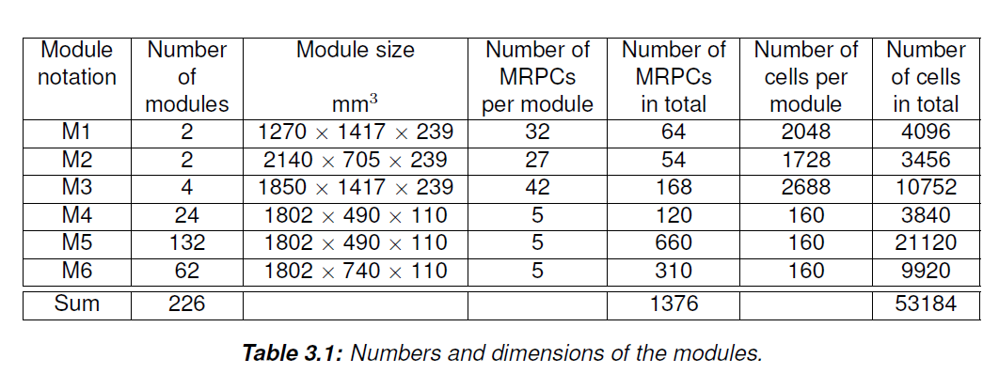 Module Number Module size Number of Number of Number of Number
notation of MRPCs MRPCs cells per of cells
modules mm³ per module in total module in total
M1 2 1270 × 1417 × 239 32 64 2048 4096
M2 2 2140 × 705 × 239 27 54 1728 3456
M3 4 1850 × 1417 × 239 42 168 2688 10752
M4 24 1802 × 490 × 110 5 120 160 3840
M5 132 1802 × 490 × 110 5 660 160 21120
M6 62 1802 × 740 × 110 5 310 160 9920
Sum 226 1376 53184
Table 3.1: Numbers and dimensions of the modules.